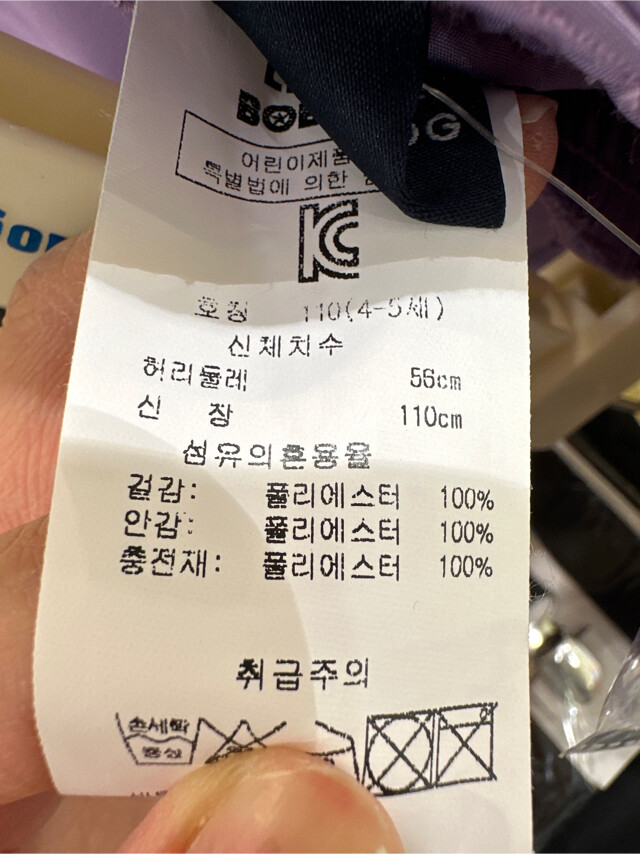 어린이제품
특별법에 의한
KC
호칭 110(4-5세)
신체치수
허리둘레 56cm
신 장 110cm
섬유의혼용율
겉감: 폴리에스터 100%
안감: 폴리에스터 100%
충전재: 폴리에스터 100%
취급주의
손세탁
중성